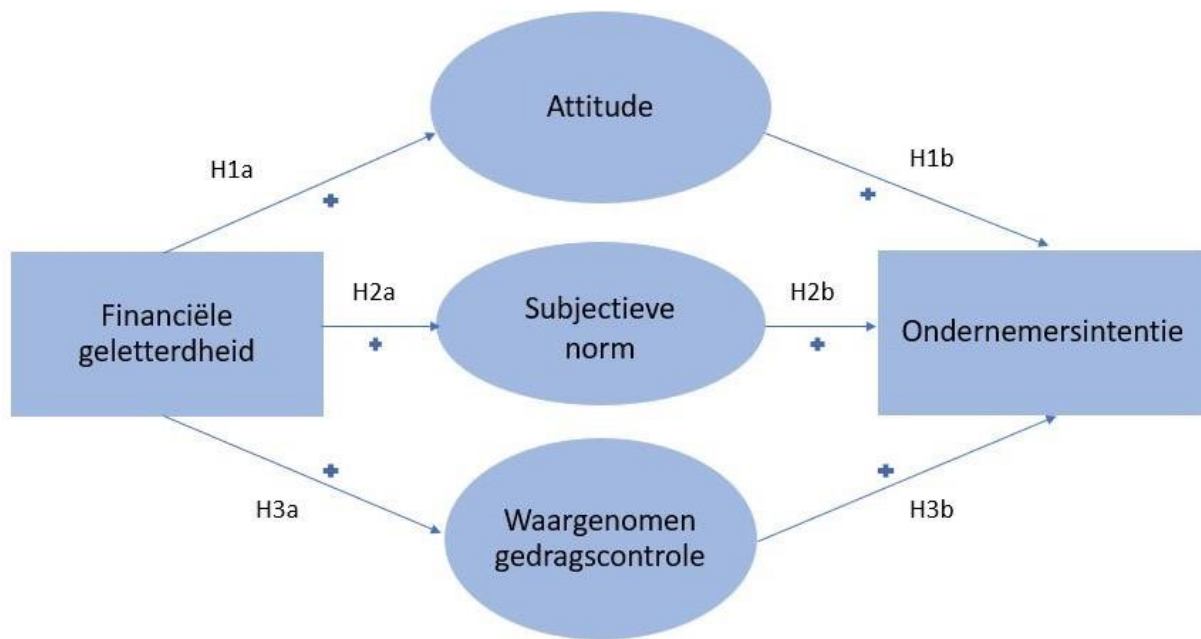 Attitude
H1a
H1b
+
+
Financiële
geletterdheid
H2a
+
Subjectieve
norm
H2b
+
Ondernemersintentie
+
+
H3a
Waargenomen
gedragscontrole
H3b